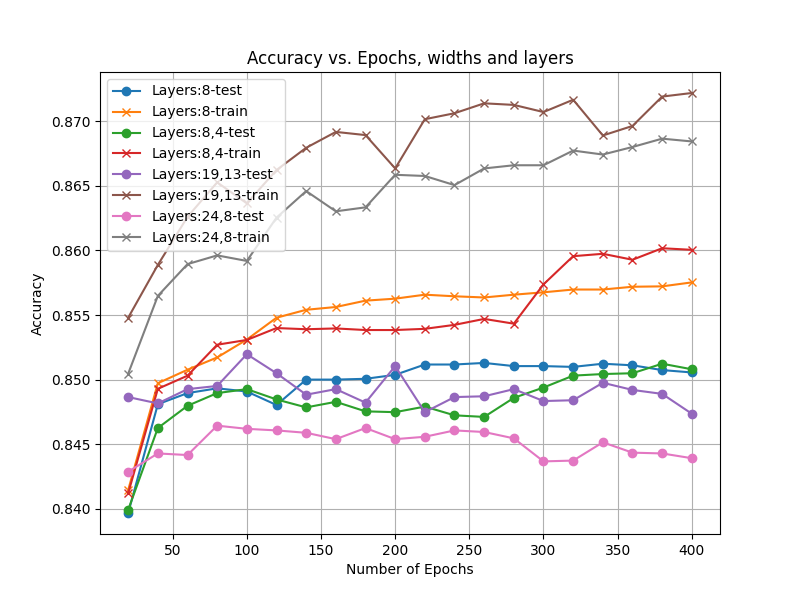 Accuracy vs. Epochs, widths and layers
Layers:8-test
Layers:8-train
Layers:8,4-test
Layers:8,4-train
Layers:19,13-test
Layers:19,13-train
Layers:24,8-test
Layers:24,8-train
0.870
0.865
0.860
0.855
0.850
0.845
0.840
Accuracy
50 100 150 200 250 300 350 400
Number of Epochs